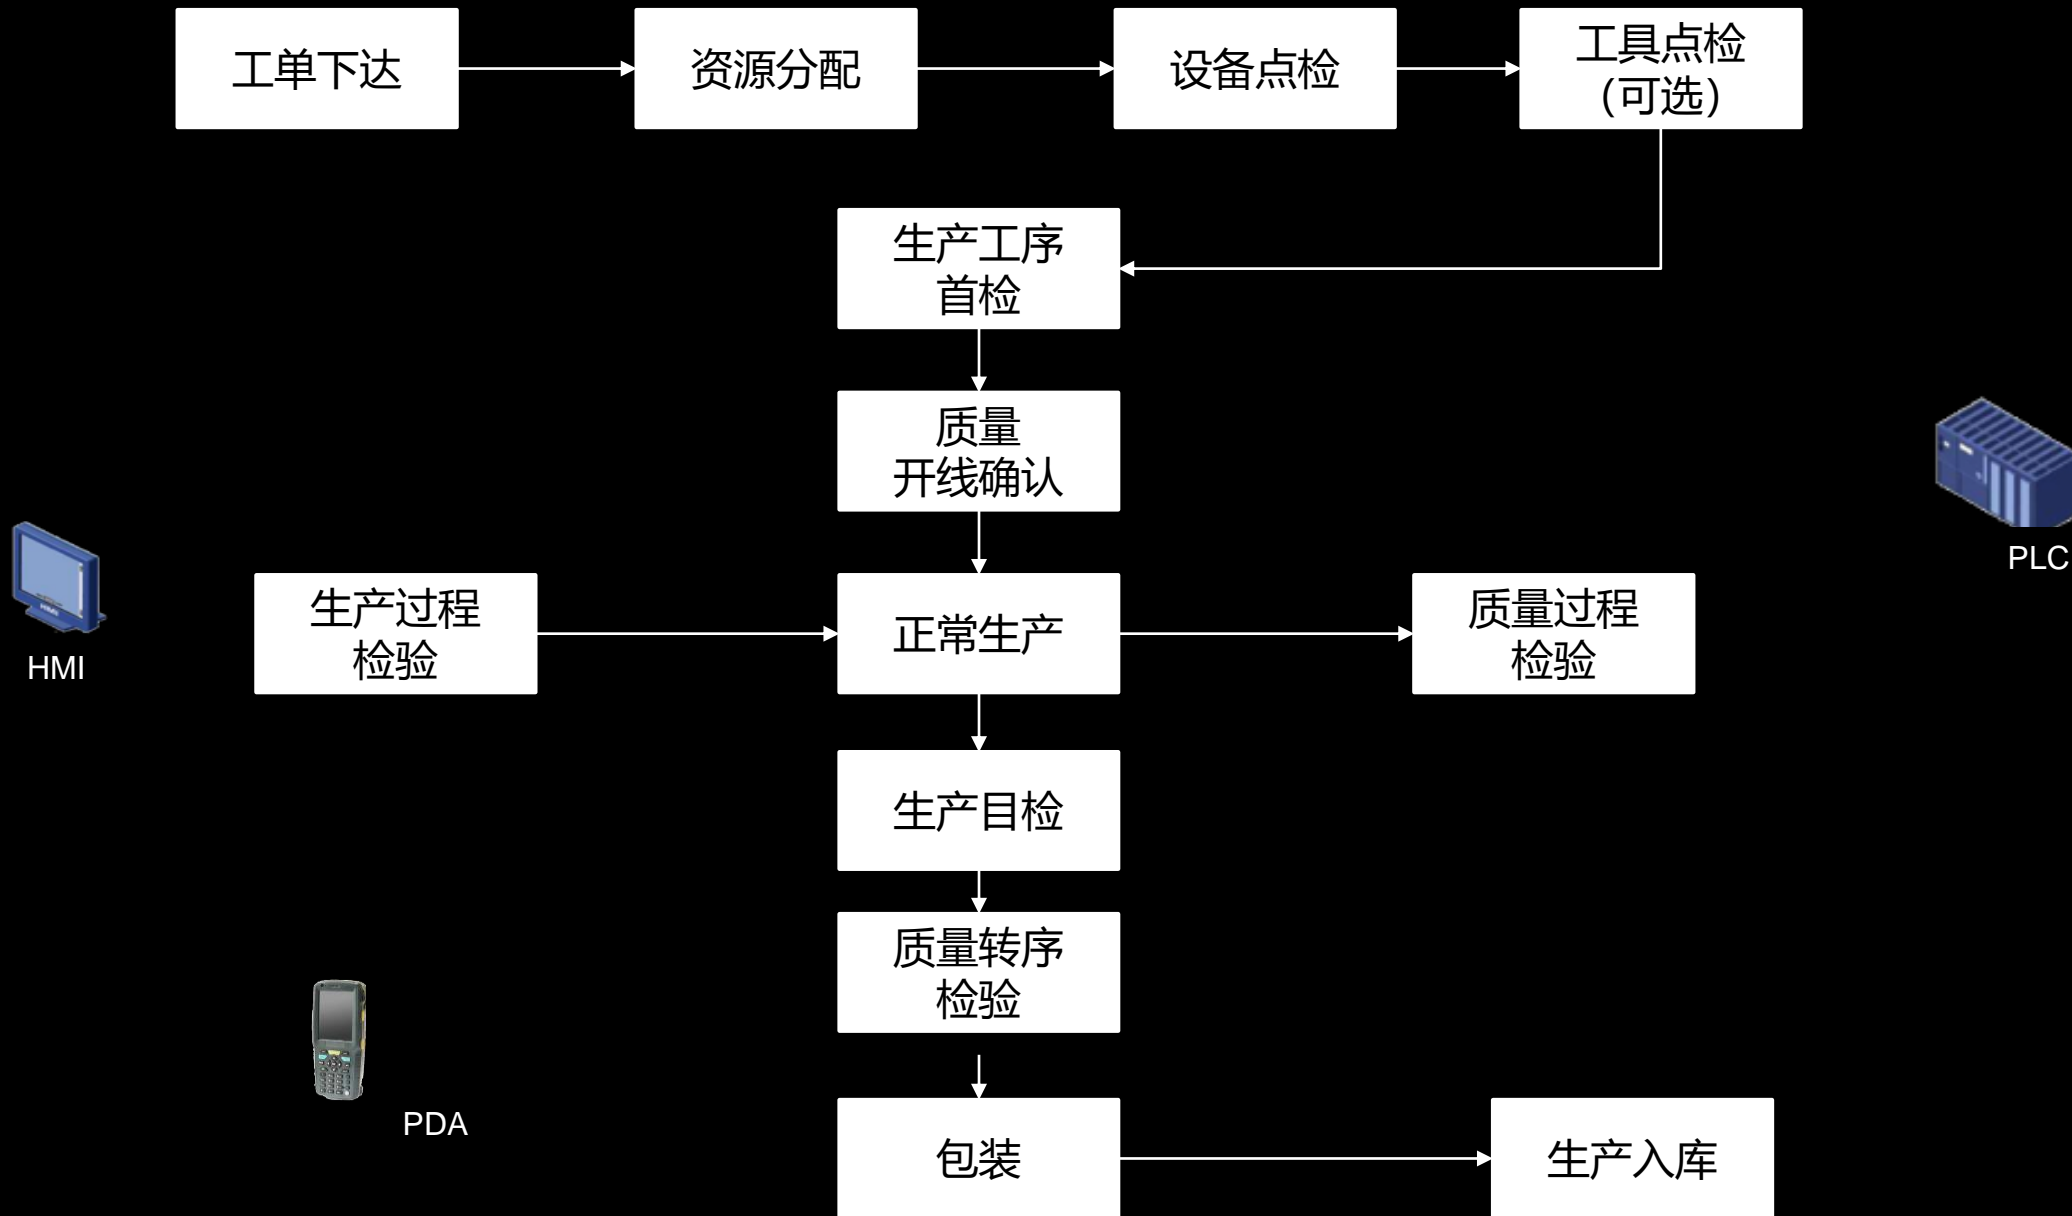 工单下达
资源分配
设备点检
工具点检
（可选）
生产工序
首检
质量
开线确认
PLC
HMI
生产过程
检验
正常生产
质量过程
检验
生产目检
质量转序
检验
PDA
包装
生产入库